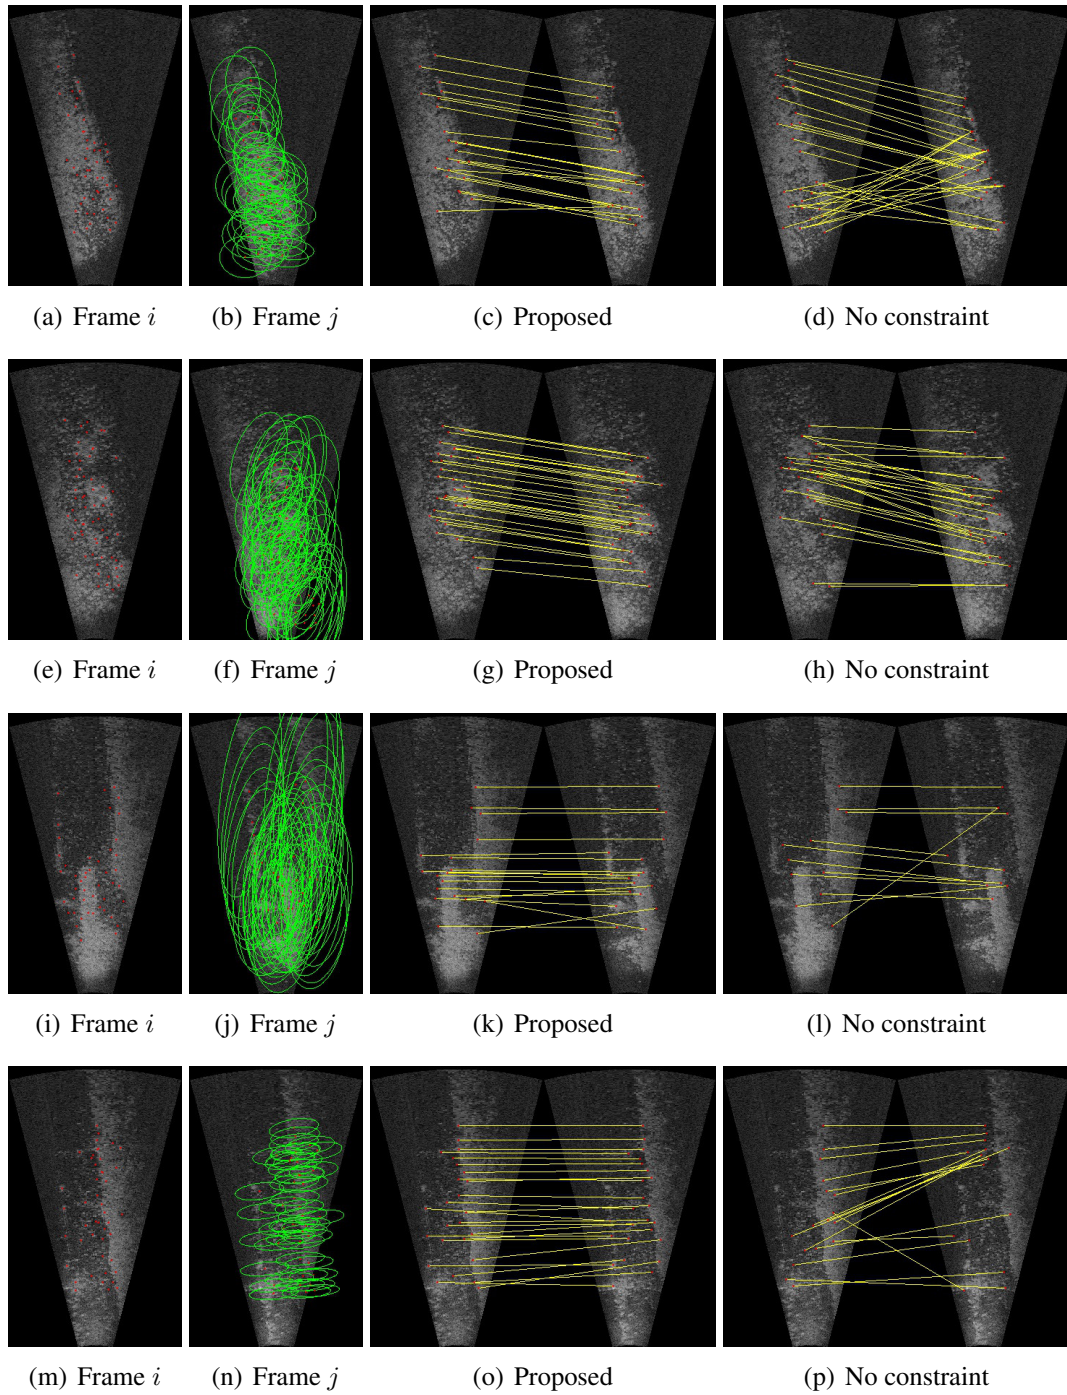 (a) Frame i (b) Frame j (c) Proposed (d) No constraint
(e) Frame i (f) Frame j (g) Proposed (h) No constraint
(i) Frame i (j) Frame j (k) Proposed (l) No constraint
(m) Frame i (n) Frame j (o) Proposed (p) No constraint